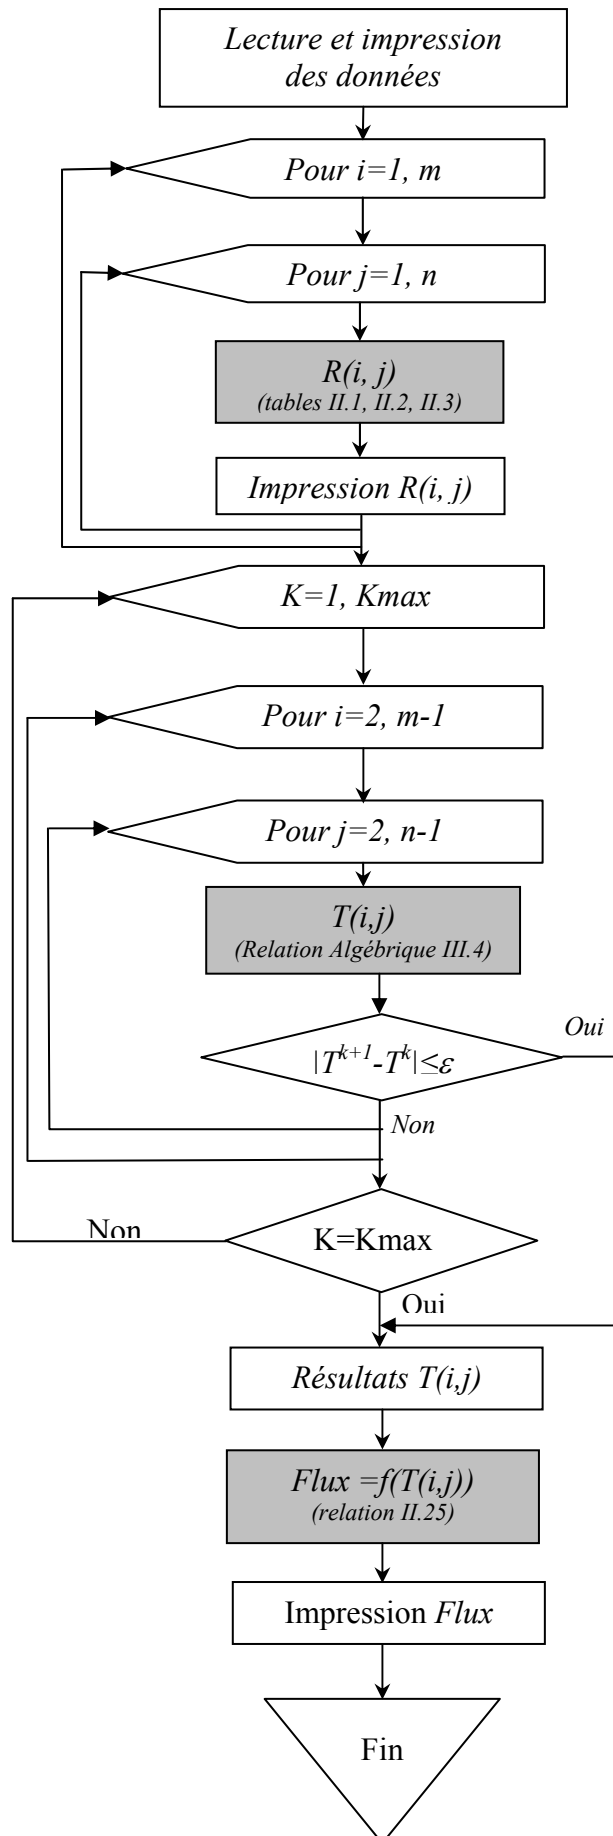 Lecture et impression
des données
Pour i=1, m
Pour j=1, n
R(i, j)
(tables II.1, II.2, II.3)
Impression R(i, j)
K=1, Kmax
Pour i=2, m-1
Pour j=2, n-1
T(i,j)
(Relation Algébrique III.4)
Oui
|T^{k+1}-T^k|≤ε
Non
Non
K=Kmax
Oui
Résultats T(i,j)
Flux =f(T(i,j))
(relation II.25)
Impression Flux
Fin